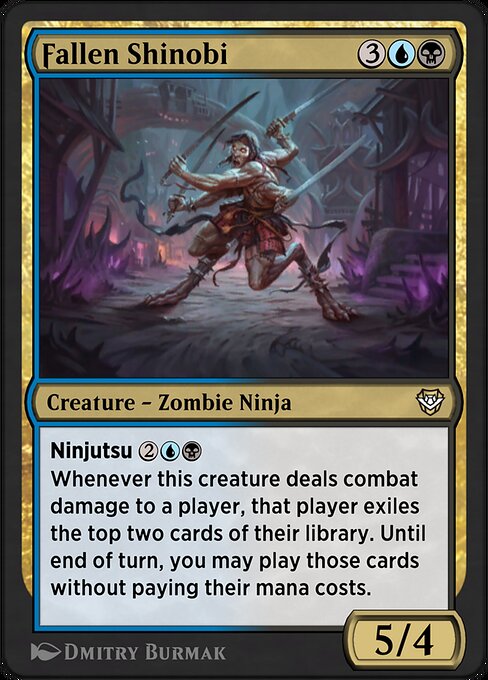 Fallen Shinobi 3
Creature – Zombie Ninja
Ninjutsu 2
Whenever this creature deals combat
damage to a player, that player exiles
the top two cards of their library. Until
end of turn, you may play those cards
without paying their mana costs.
5/4
Dmitry Burmak